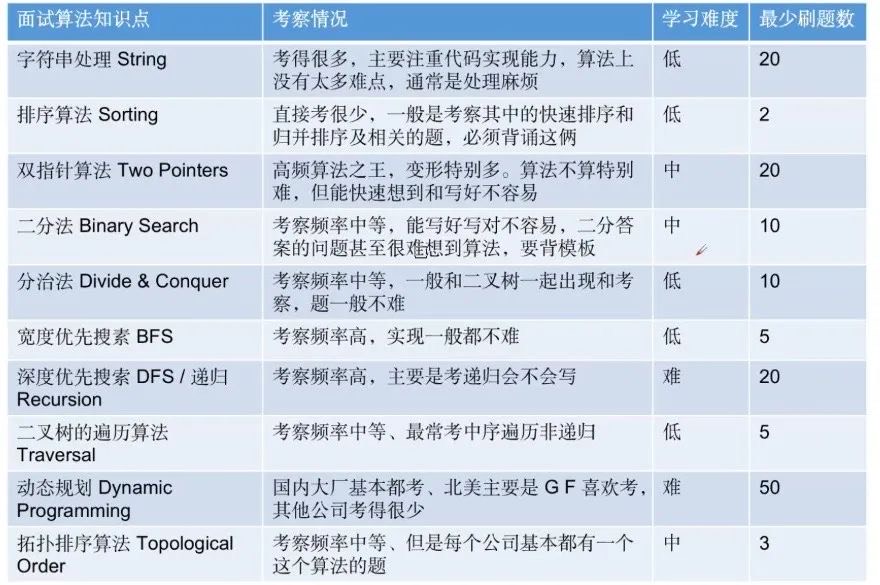 面试算法知识点
考察情况
学习难度
最少刷题数
字符串处理 String
考得很多，主要注重代码实现能力，算法上
没有太多难点，通常是处理麻烦
低
20
排序算法 Sorting
直接考很少，一般是考察其中的快速排序和
归并排序及相关的题，必须背诵这俩
低
2
双指针算法 Two Pointers
高频算法之王，变形特别多。算法不算特别
难，但能快速想到和写好不容易
中
20
二分法 Binary Search
考察频率中等，能写好写对不容易，二分答
案的问题甚至很难想到算法，要背模板
中
10
分治法 Divide & Conquer
考察频率中等，一般和二叉树一起出现和考
察，题一般不难
低
10
宽度优先搜素 BFS
考察频率高，实现一般都不难
低
5
深度优先搜索 DFS / 递归
Recursion
考察频率高，主要是考递归会不会写
难
20
二叉树的遍历算法
Traversal
考察频率中等、最常考中序遍历非递归
低
5
动态规划 Dynamic
Programming
国内大厂基本都考、北美主要是 G F 喜欢考，
其他公司考得很少
难
50
拓扑排序算法 Topological
Order
考察频率中等、但是每个公司基本都有一个
这个算法的题
中
3